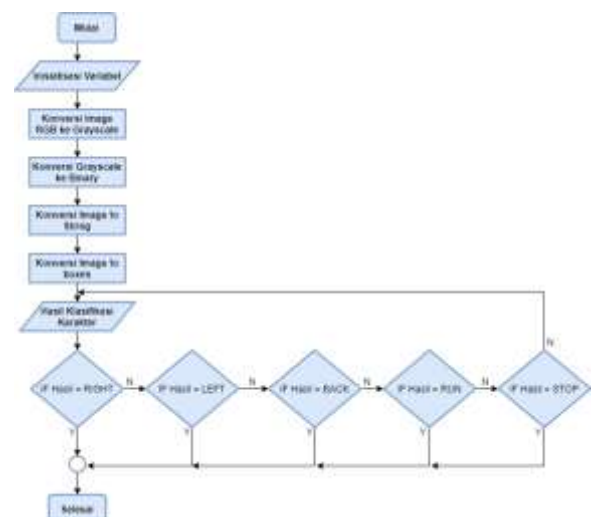 Mulai
Inisialisasi Variabel
Konversi Image
RGB ke Grayscale
Konversi Grayscale
ke Binary
Konversi Image to
String
Konversi Image to
boxes
Hasil Klasifikasi
Karakter
N
IF Hasil = RIGHT
N
IF Hasil = LEFT
N
IF Hasil = BACK
N
IF Hasil = RUN
N
IF Hasil = STOP
Y
Y
Y
Y
Y
Selesai